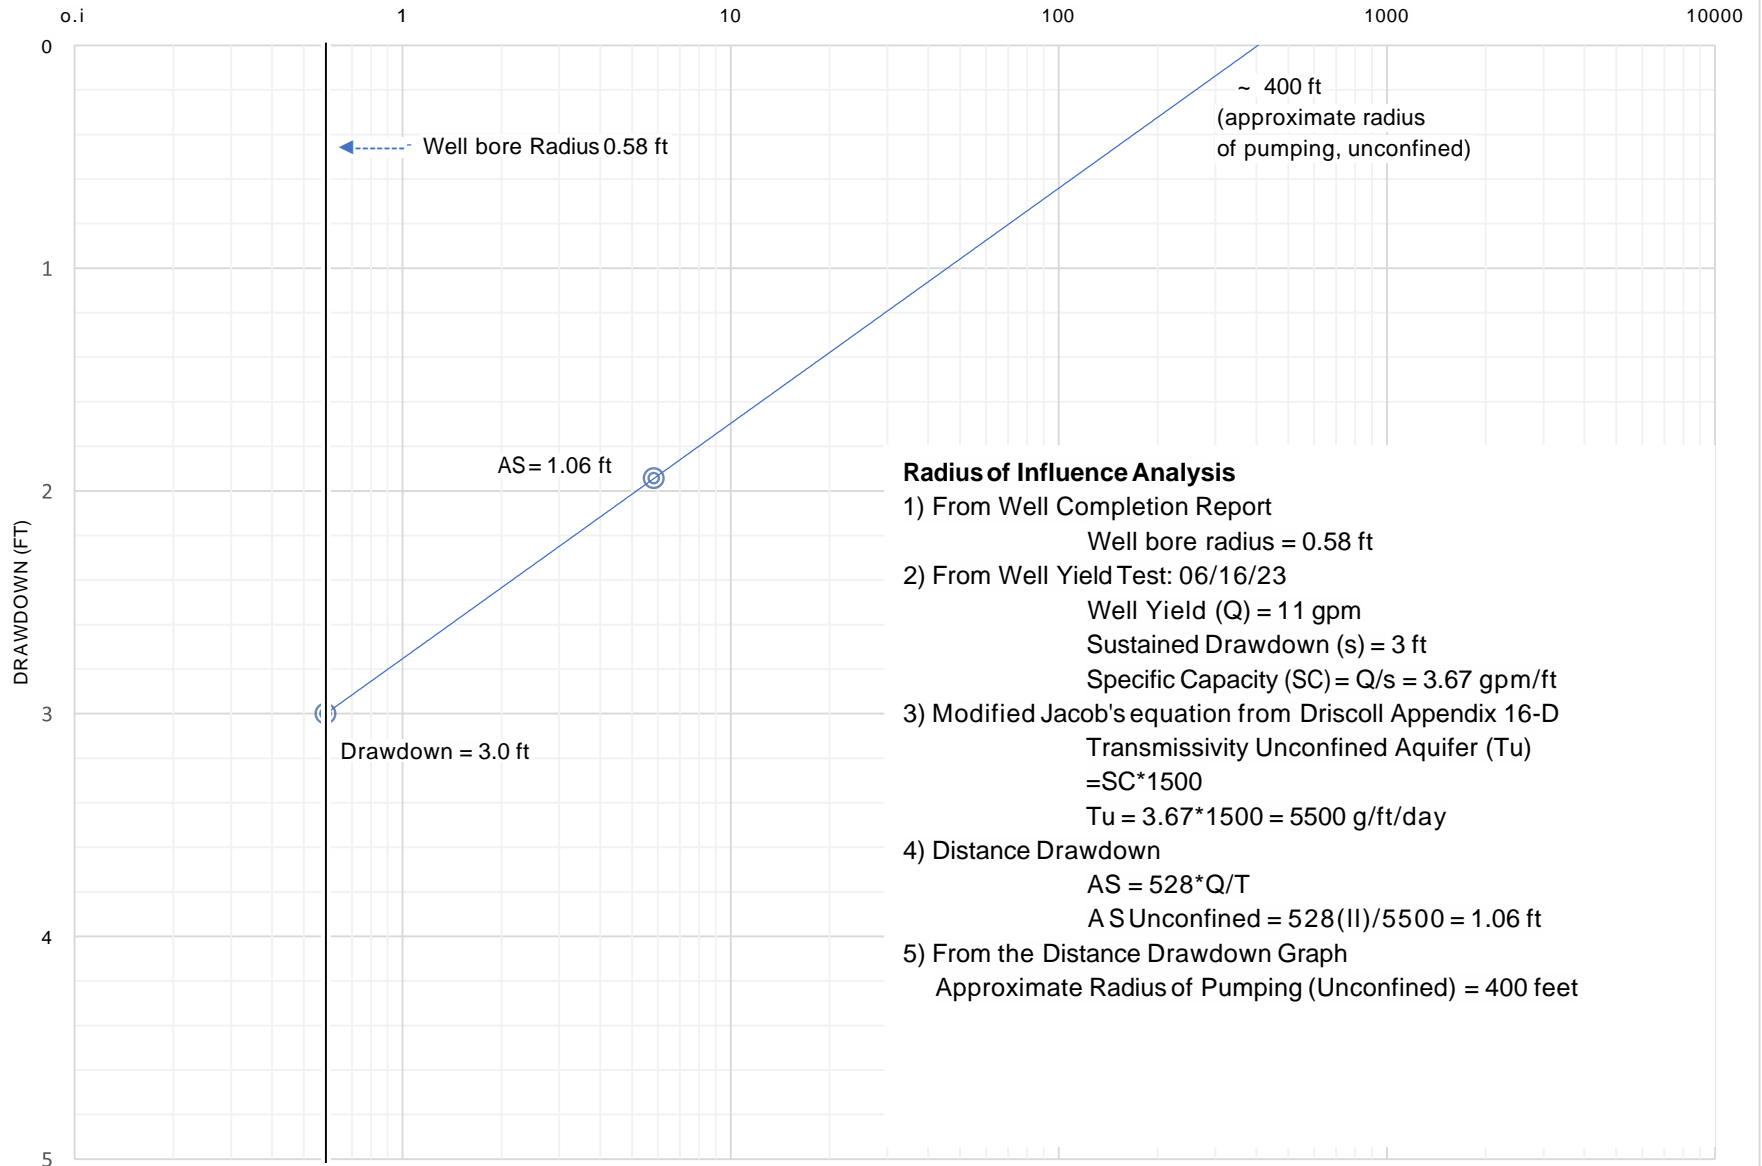 o.i 1 10 100 1000 10000
0
~ 400 ft
(approximate radius
of pumping, unconfined)
Well bore Radius 0.58 ft
1
AS = 1.06 ft
2
DRAWDOWN (FT)
3
Drawdown = 3.0 ft
4
5
Radius of Influence Analysis
1) From Well Completion Report
Well bore radius = 0.58 ft
2) From Well Yield Test: 06/16/23
Well Yield (Q) = 11 gpm
Sustained Drawdown (s) = 3 ft
Specific Capacity (SC) = Q/s = 3.67 gpm/ft
3) Modified Jacob's equation from Driscoll Appendix 16-D
Transmissivity Unconfined Aquifer (Tu)
=SC*1500
Tu = 3.67*1500 = 5500 g/ft/day
4) Distance Drawdown
AS = 528*Q/T
A S Unconfined = 528(II)/5500 = 1.06 ft
5) From the Distance Drawdown Graph
Approximate Radius of Pumping (Unconfined) = 400 feet